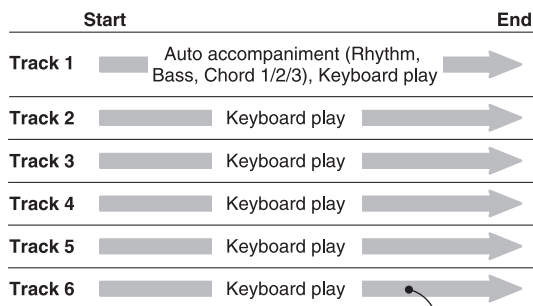 Start End
Track 1 Auto accompaniment (Rhythm,
Bass, Chord 1/2/3), Keyboard play
Track 2 Keyboard play
Track 3 Keyboard play
Track 4 Keyboard play
Track 5 Keyboard play
Track 6 Keyboard play